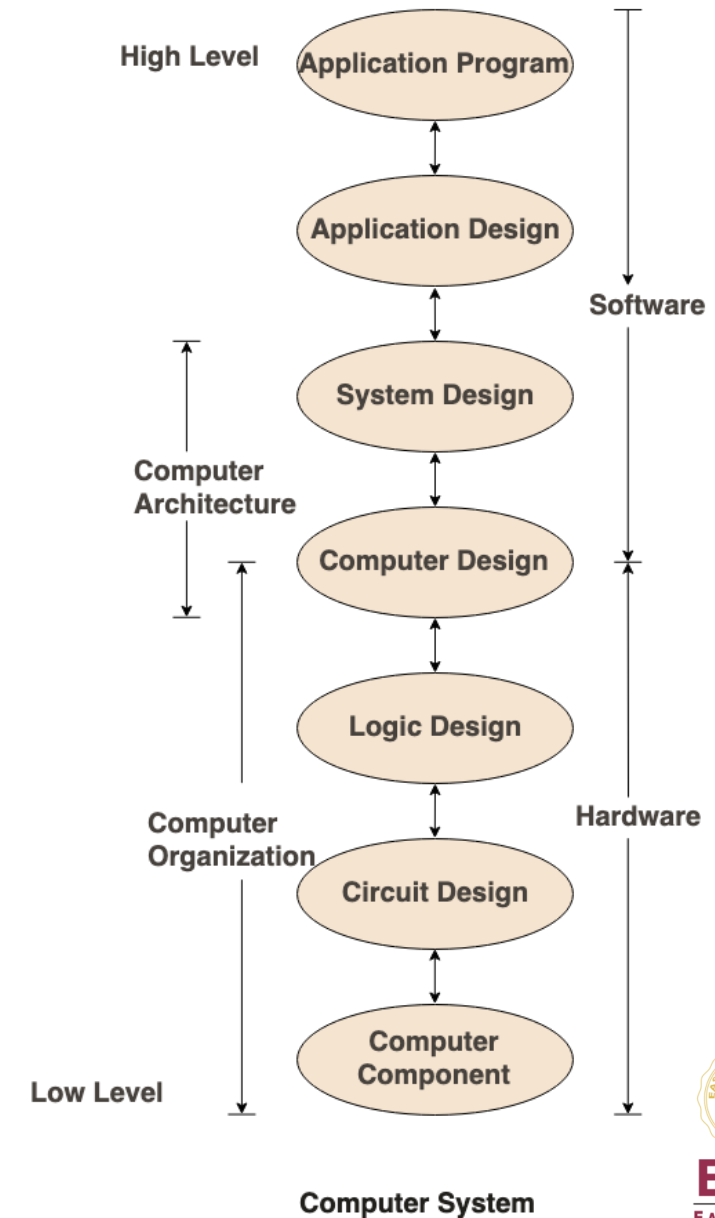 High Level
Application Program
Application Design
Software
System Design
Computer
Architecture
Computer Design
Logic Design
Hardware
Computer
Organization
Circuit Design
Computer
Component
Low Level
Computer System